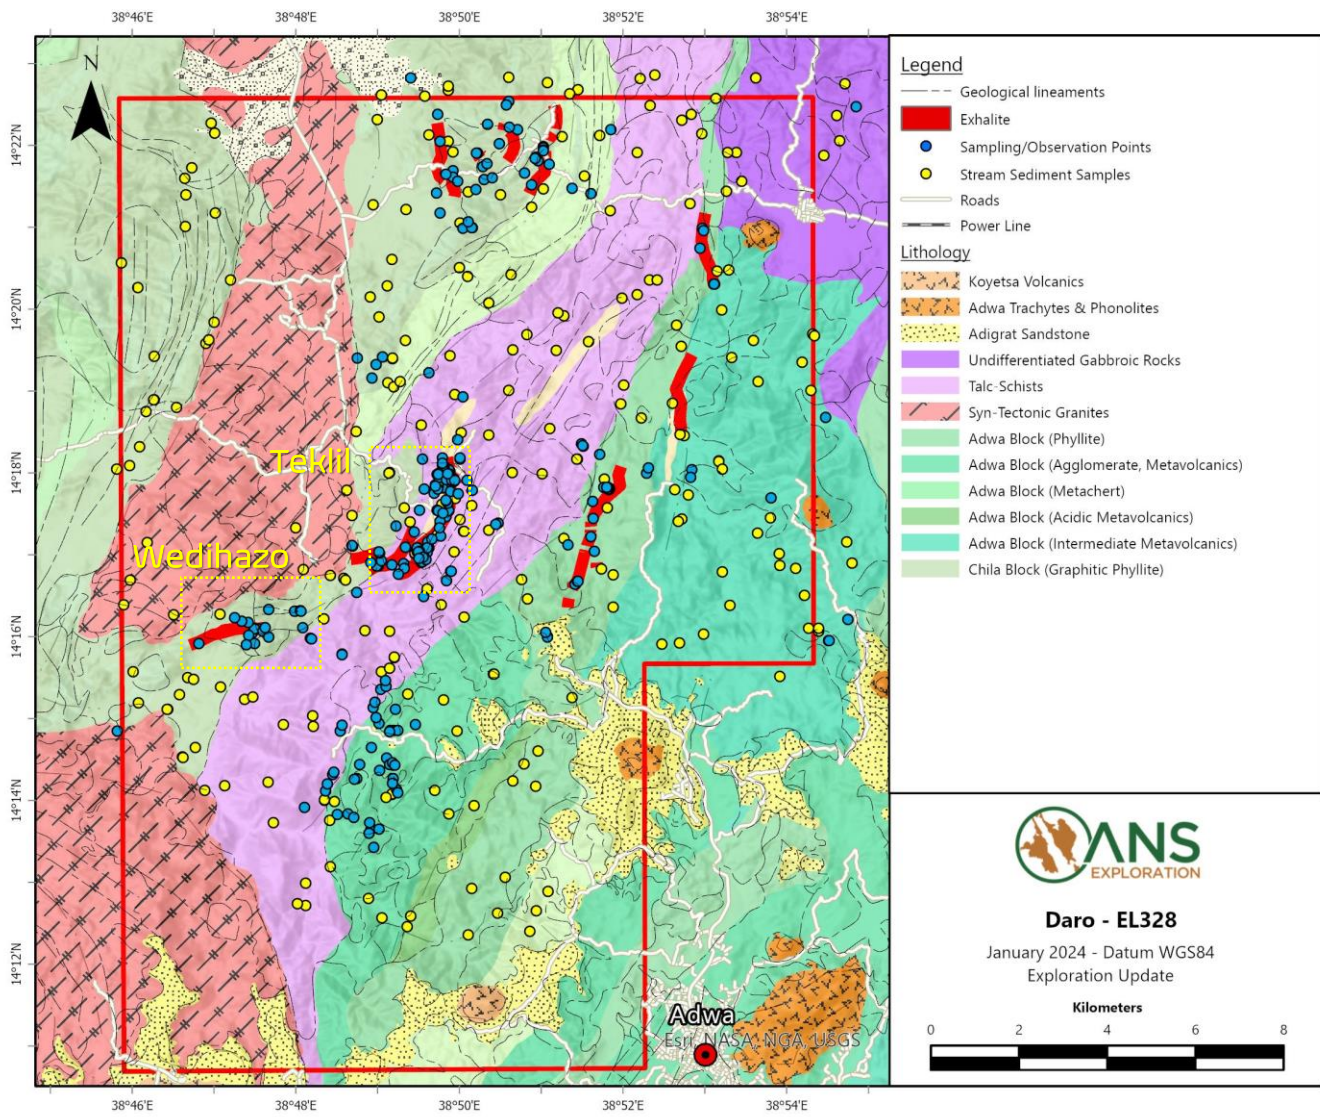 38°46'E 38°48'E 38°50'E 38°52'E 38°54'E
N
14°22'N
14°20'N
14°18'N
14°16'N
14°14'N
14°12'N
Teklil
Wedihazo
Adwa
Esri, NASA, NGA, USGS
38°46'E 38°48'E 38°50'E 38°52'E 38°54'E
Legend
Geological lineaments
Exhalite
Sampling/Observation Points
Stream Sediment Samples
Roads
Power Line
Lithology
Koyetsa Volcanics
Adwa Trachytes & Phonolites
Adigrat Sandstone
Undifferentiated Gabbroic Rocks
Talc-Schists
Syn-Tectonic Granites
Adwa Block (Phyllite)
Adwa Block (Agglomerate, Metavolcanics)
Adwa Block (Metachert)
Adwa Block (Acidic Metavolcanics)
Adwa Block (Intermediate Metavolcanics)
Chila Block (Graphitic Phyllite)
ANS
EXPLORATION
Daro - EL328
January 2024 - Datum WGS84
Exploration Update
Kilometers
0 2 4 6 8